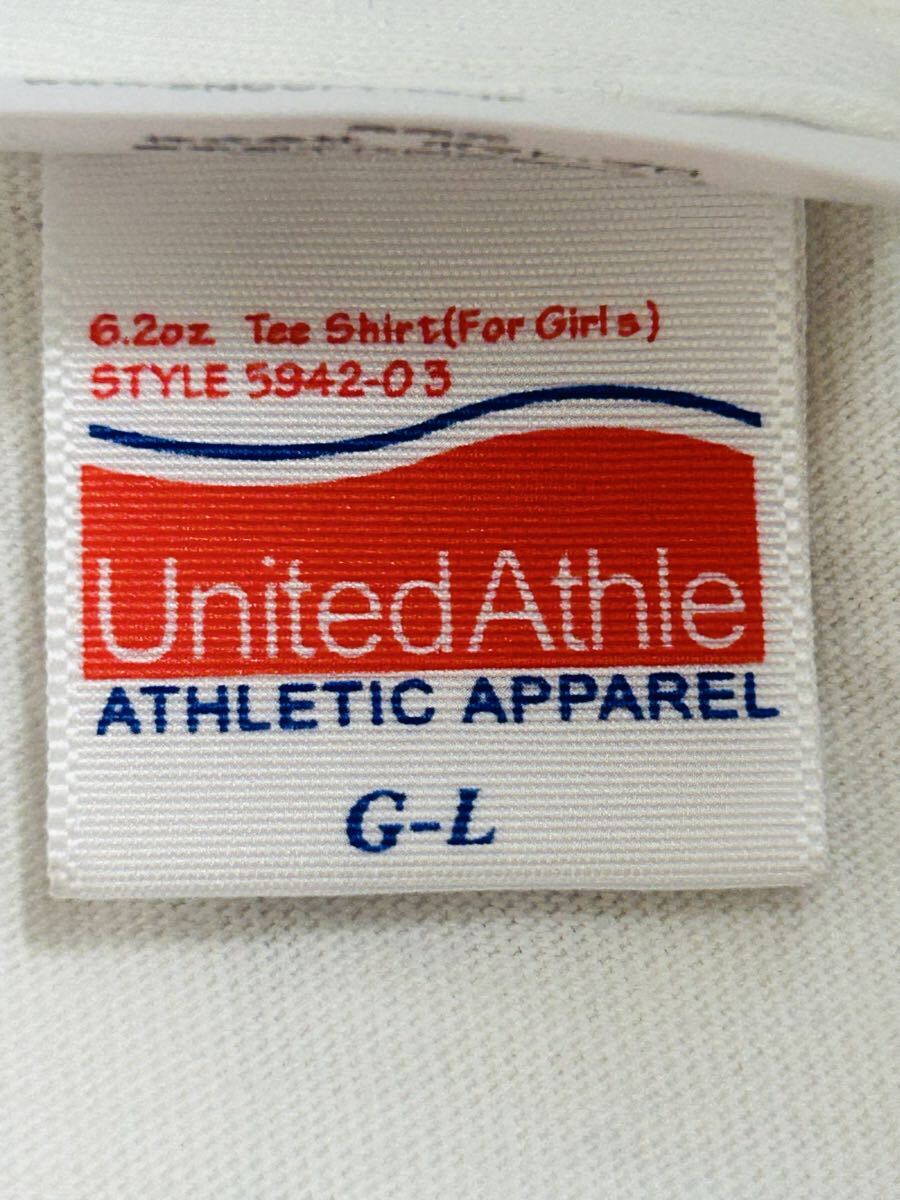 6.2oz Tee Shirt(For Girls)
STYLE 5942-03
UnitedAthle
ATHLETIC APPAREL
G-L